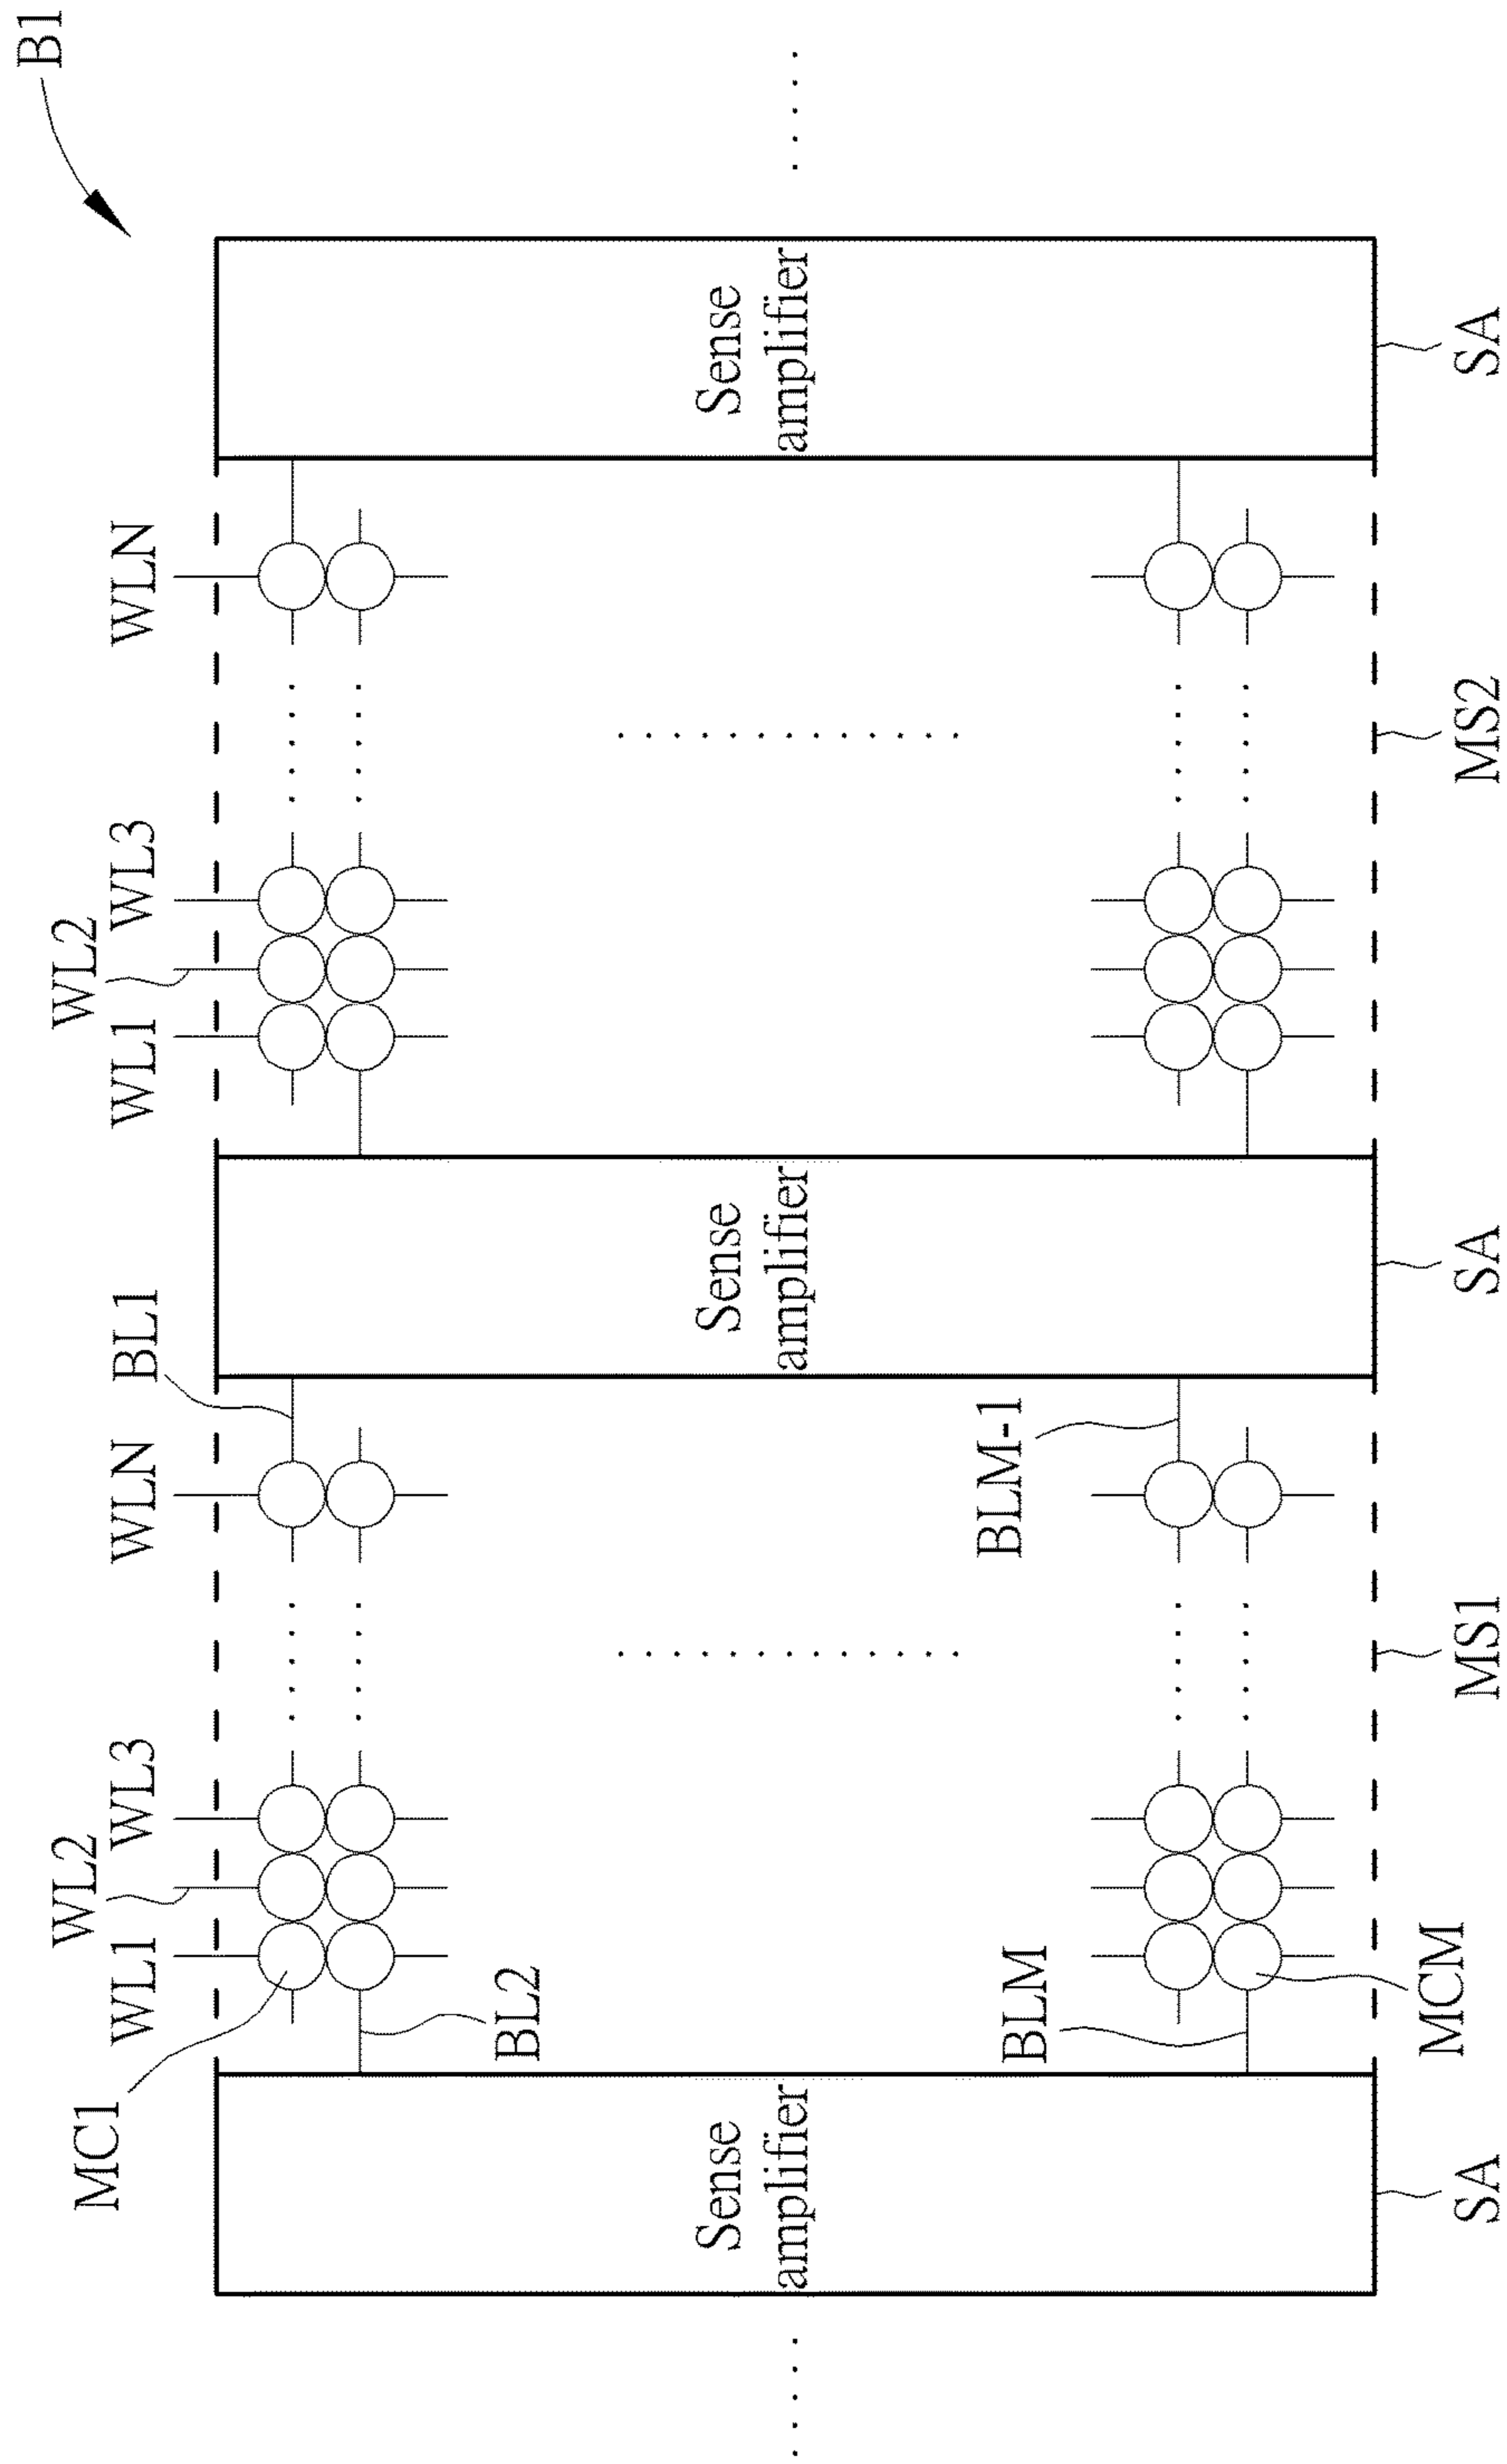 B1
WL2
WL2
MC1
WL1
WL3
WLN
BL1
WL1
WL3
WLN
BL2
BLM
BLM-1
Sense
amplifier
Sense
amplifier
Sense
amplifier
MCM
SA
MS1
SA
MS2
SA